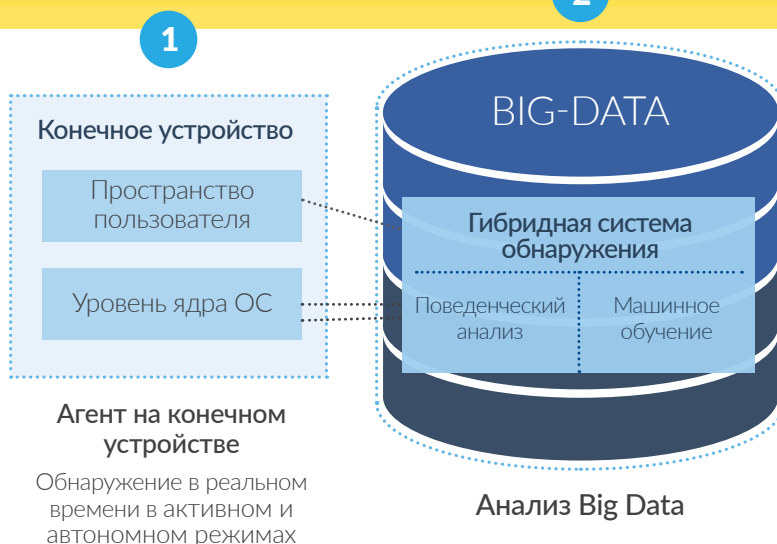 1
2
Конечное устройство
Пространство
пользователя
Уровень ядра ОС
Агент на конечном
устройстве
Обнаружение в реальном
времени в активном и
автономном режимах
BIG-DATA
Гибридная система
обнаружения
Поведенческий
анализ
Машинное
обучение
Анализ Big Data